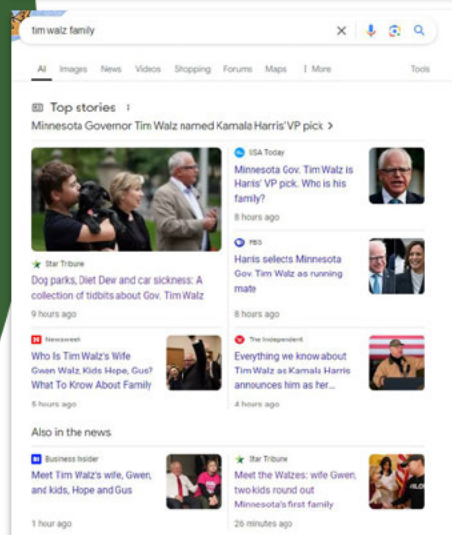 tim walz family
All Images News Videos Shopping Forums Maps More Tools
Top stories
Minnesota Governor Tim Walz named Kamala Harris' VP pick >
Star Tribune
Dog parks, Diet Dew and car sickness: A
collection of tidbits about Gov. Tim Walz
9 hours ago
USA Today
Minnesota Gov. Tim Walz is
Harris' VP pick. Who is his
family?
8 hours ago
PBS
Harris selects Minnesota
Gov. Tim Walz as running
mate
8 hours ago
Newsweek
Who Is Tim Walz's Wife
Gwen Walz, Kids Hope, Gus?
What To Know About Family
5 hours ago
The Independent
Everything we know about
Tim Walz as Kamala Harris
announces him as her...
4 hours ago
Also in the news
Business Insider
Meet Tim Walz's wife, Gwen,
and kids, Hope and Gus
1 hour ago
Star Tribune
Meet the Walzes: wife Gwen,
two kids round out
Minnesota's first family
26 minutes ago